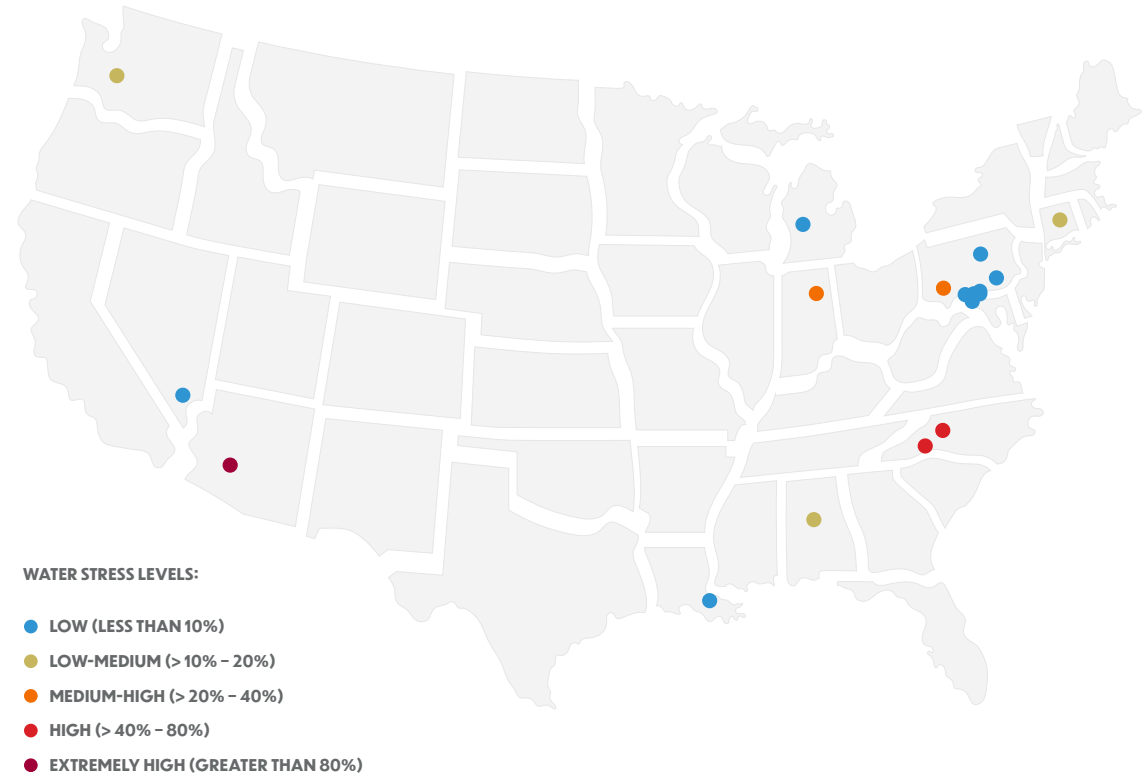 WATER STRESS LEVELS:
LOW (LESS THAN 10%)
LOW-MEDIUM (> 10% – 20%)
MEDIUM-HIGH (> 20% – 40%)
HIGH (> 40% – 80%)
EXTREMELY HIGH (GREATER THAN 80%)